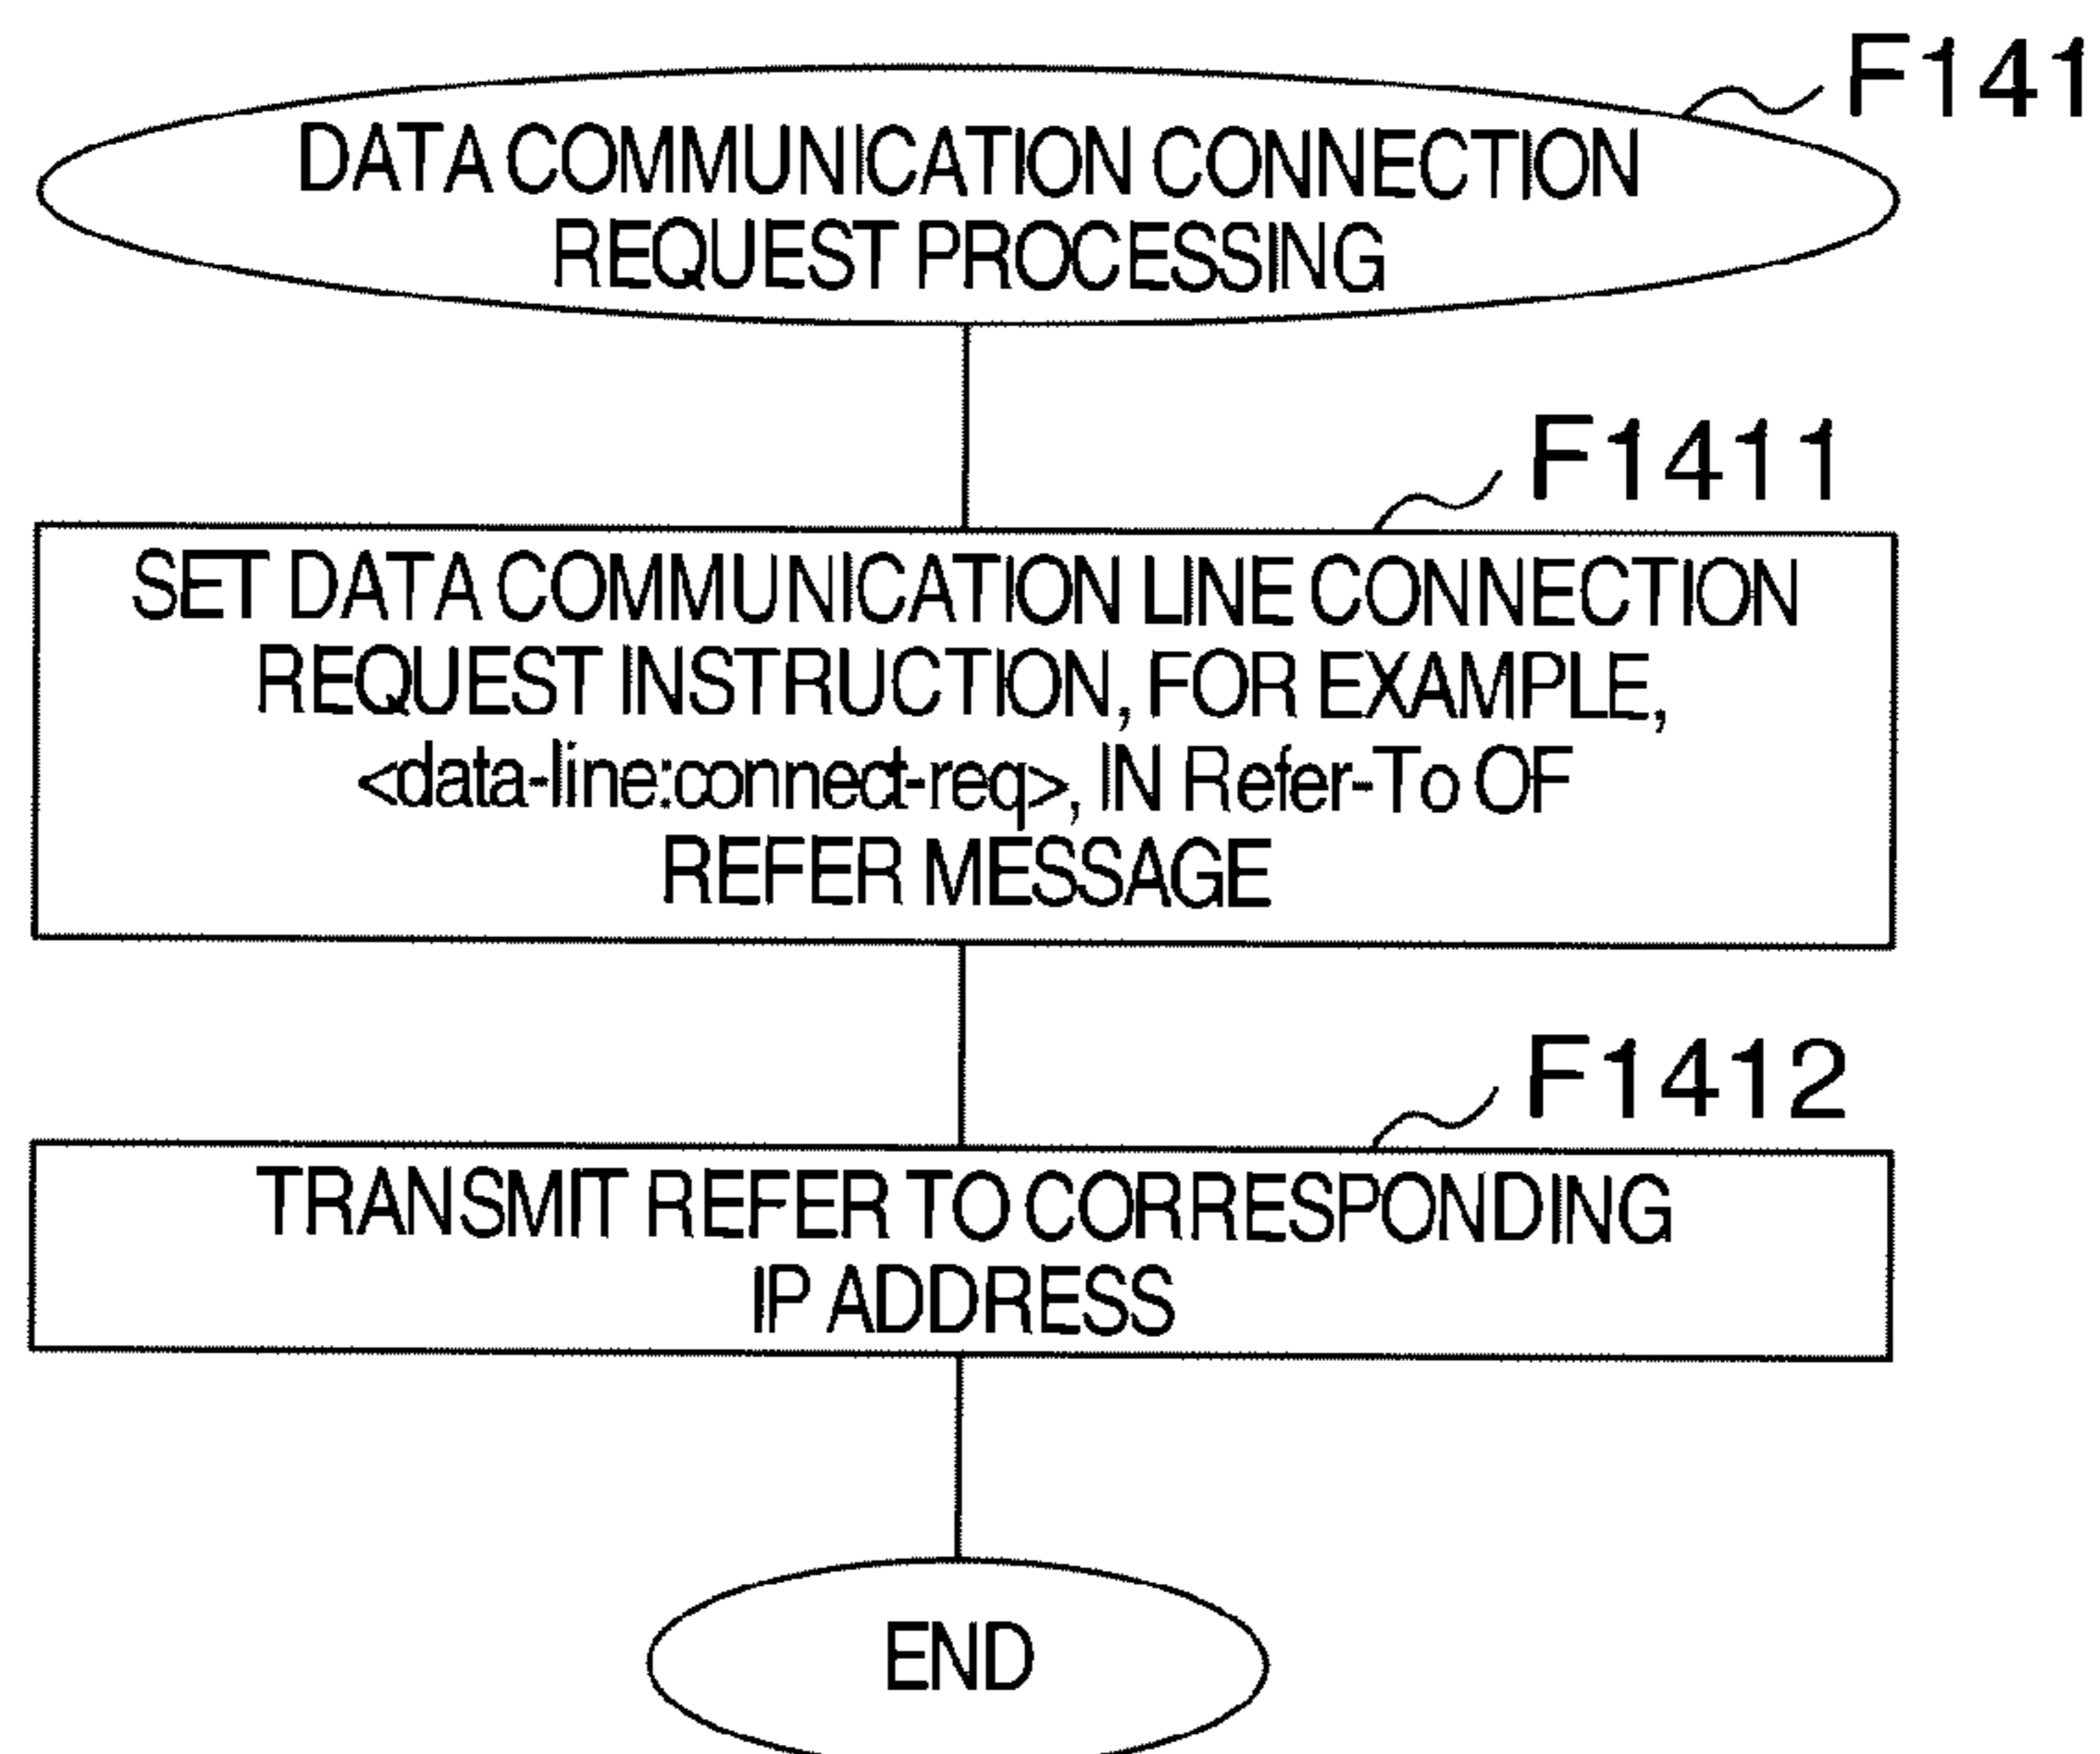 F141
DATA COMMUNICATION CONNECTION
REQUEST PROCESSING
F1411
SET DATA COMMUNICATION LINE CONNECTION
REQUEST INSTRUCTION, FOR EXAMPLE,
<data-line:connect-req>, IN Refer-To OF
REFER MESSAGE
F1412
TRANSMIT REFER TO CORRESPONDING
IP ADDRESS
END